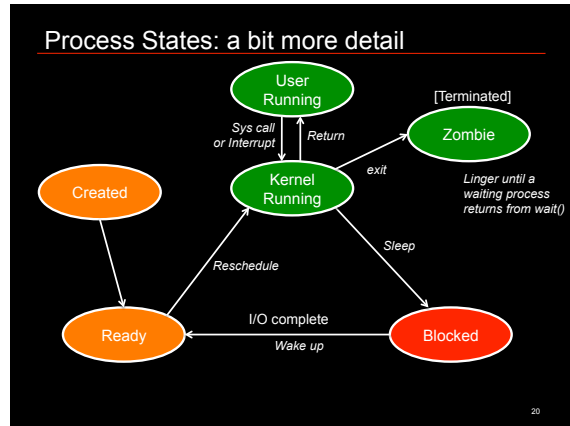 Process States: a bit more detail
User
Running
[Terminated]
Sys call
or Interrupt
Return
Zombie
exit
Created
Kernel
Running
Linger until a
waiting process
returns from wait()
Sleep
Reschedule
I/O complete
Ready
Blocked
Wake up
20